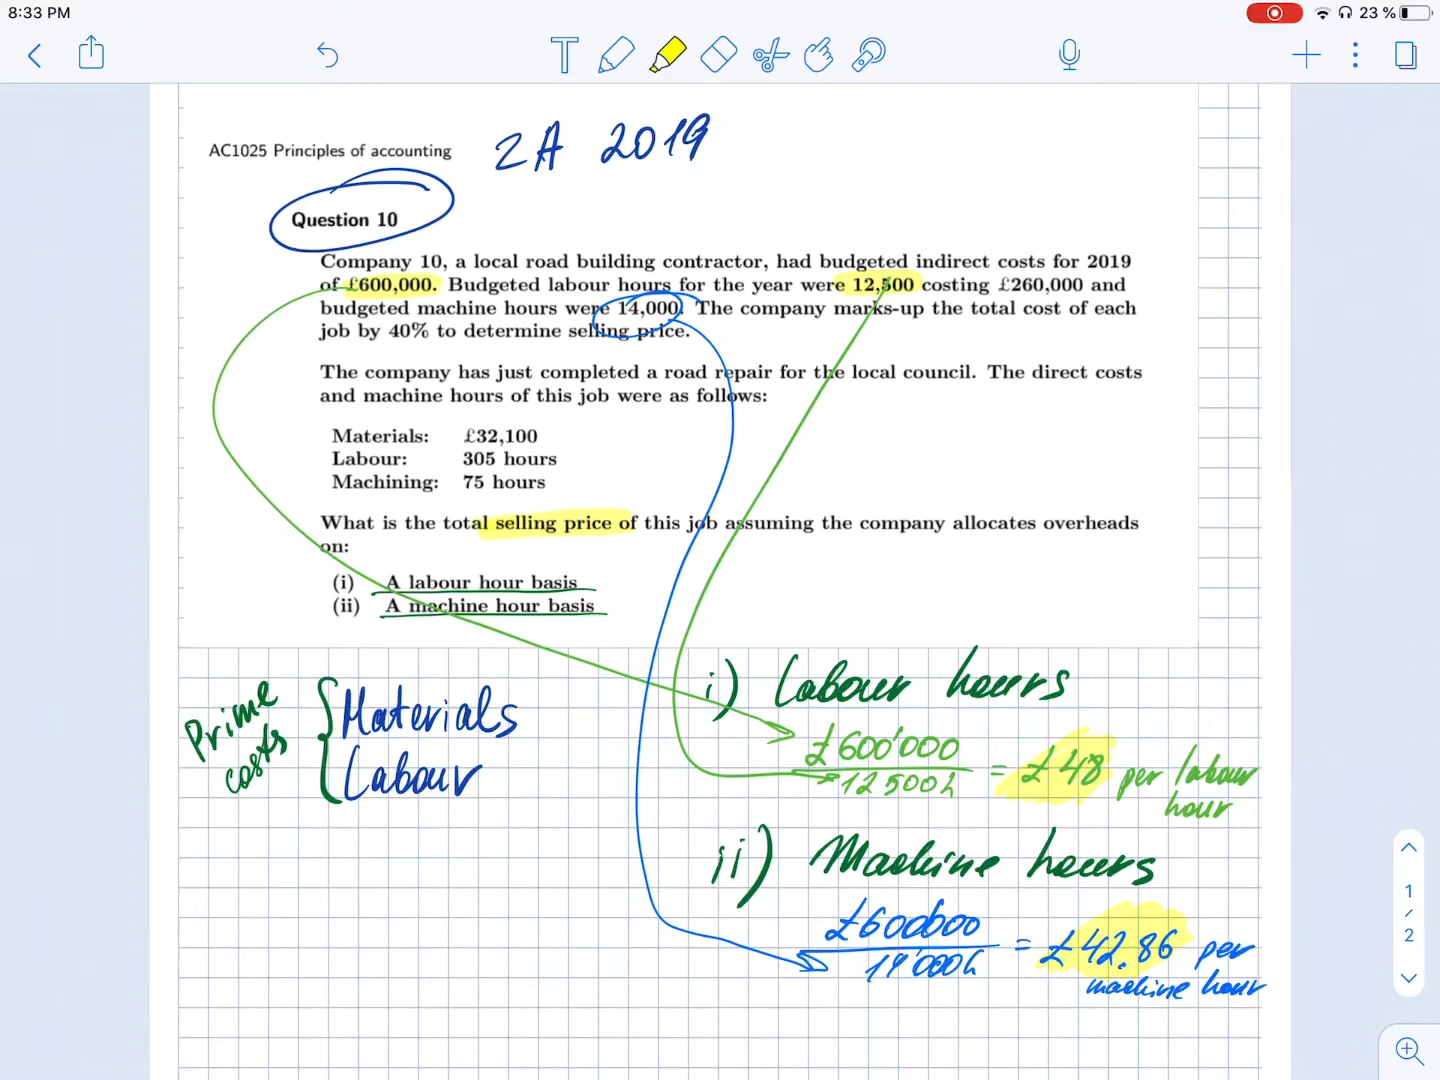 8:33 PM
23 %
AC1025 Principles of accounting
ZA 2019
Question 10
Company 10, a local road building contractor, had budgeted indirect costs for 2019
of £600,000. Budgeted labour hours for the year were 12,500 costing £260,000 and
budgeted machine hours were 14,000. The company marks-up the total cost of each
job by 40% to determine selling price.
The company has just completed a road repair for the local council. The direct costs
and machine hours of this job were as follows:
Materials: £32,100
Labour: 305 hours
Machining: 75 hours
What is the total selling price of this job assuming the company allocates overheads
on:
(i) A labour hour basis
(ii) A machine hour basis
Prime
costs
Materials
Labour
i) Labour hours
£600'000
12 500h
= £48 per labour
hour
ii) Machine hours
£600000
14'000h
= £42.86 per
machine hour
1
/
2